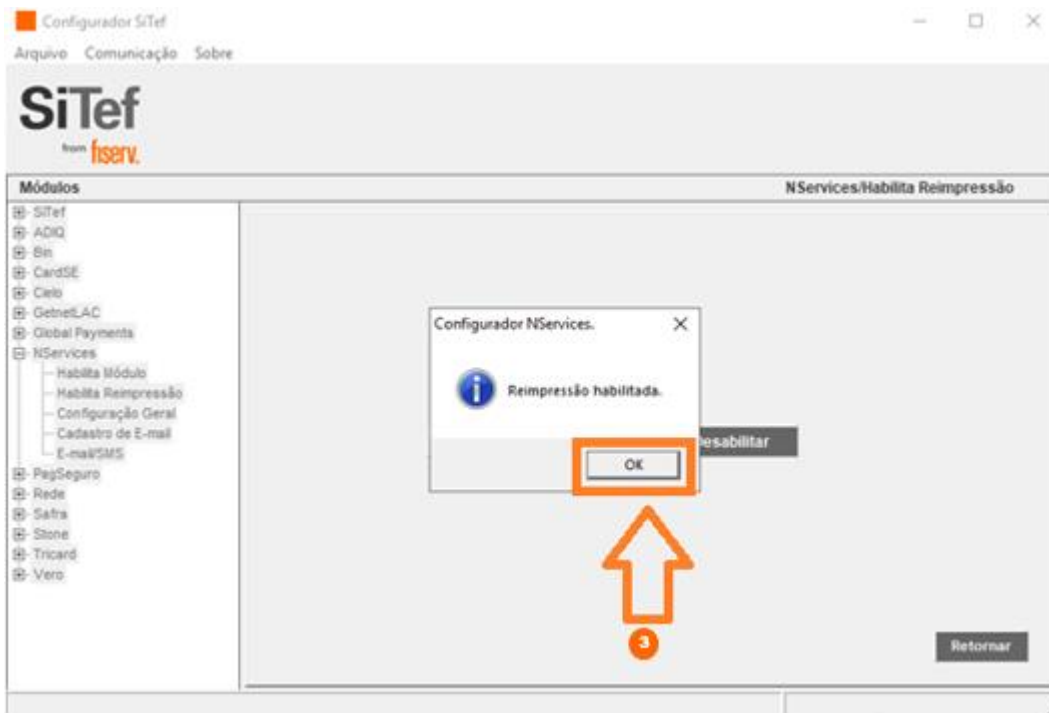 Configurador SiTef
Arquivo Comunicação Sobre
SiTef
from fiserv.
Módulos
NServices/Habilita Reimpressão
SiTef
ADIQ
Bin
CardSE
Cielo
GetnetLAC
Global Payments
NServices
Habilita Módulo
Habilita Reimpressão
Configuração Geral
Cadastro de E-mail
E-mail/SMS
PagSeguro
Rede
Safra
Stone
Tricard
Vero
Configurador NServices.
Reimpressão habilitada.
OK
esabilitar
3
Retornar